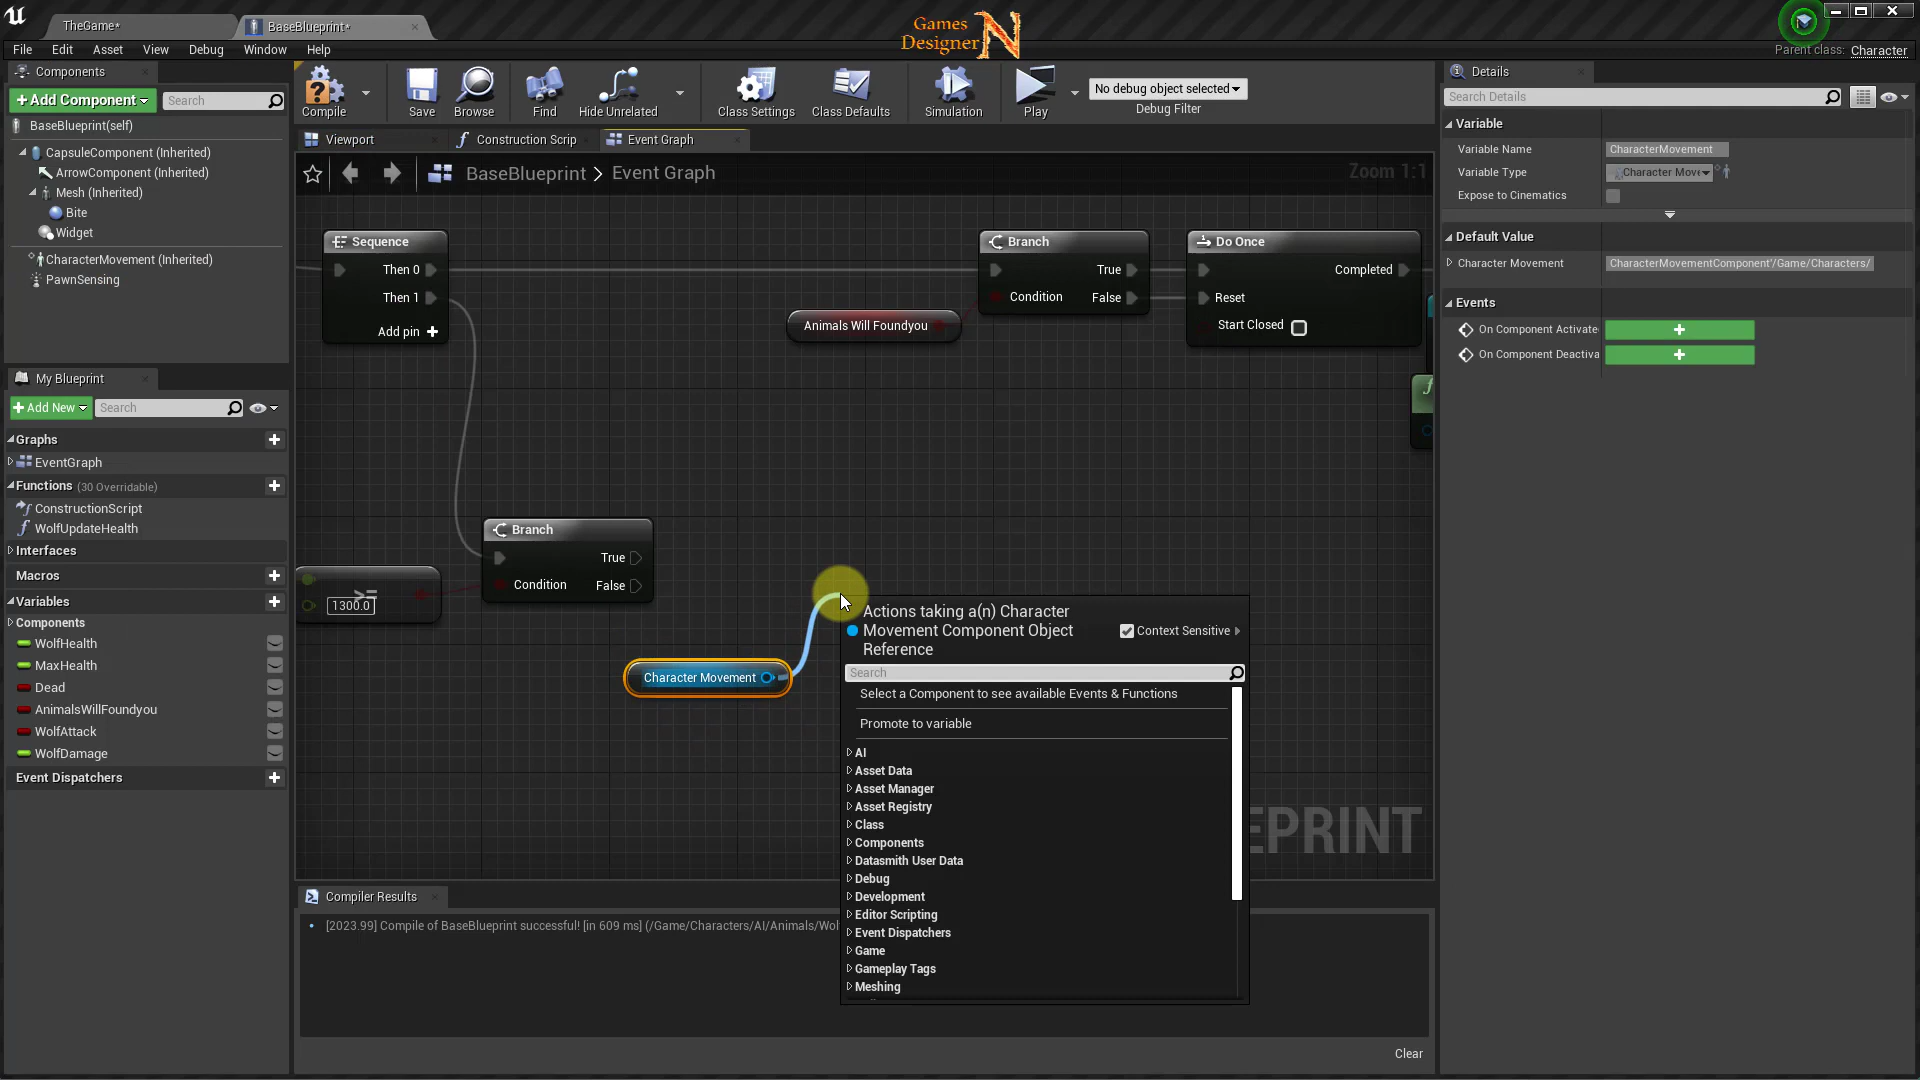 TheGame*
BaseBlueprint*
Games
Designer
N
Parent class: Character
File Edit Asset View Debug Window Help
Components
+Add Component
Search
BaseBlueprint(self)
CapsuleComponent (Inherited)
ArrowComponent (Inherited)
Mesh (Inherited)
Bite
Widget
CharacterMovement (Inherited)
PawnSensing
Compile
Save
Browse
Find
Hide Unrelated
Class Settings
Class Defaults
Simulation
Play
No debug object selected
Debug Filter
Viewport
Construction Scrip
Event Graph
BaseBlueprint > Event Graph
Zoom 1:1
Sequence
Then 0
Then 1
Add pin +
Branch
True
Condition
False
Do Once
Completed
Reset
Start Closed
Animals Will Foundyou
Branch
True
Condition
False
>=
1300.0
Character Movement
Actions taking a(n) Character
Movement Component Object
Reference
Context Sensitive
Search
Select a Component to see available Events & Functions
Promote to variable
AI
Asset Data
Asset Manager
Asset Registry
Class
Components
Datasmith User Data
Debug
Development
Editor Scripting
Event Dispatchers
Game
Gameplay Tags
Meshing
EPRINT
My Blueprint
+Add New
Search
Graphs
EventGraph
Functions (30 Overridable)
ConstructionScript
WolfUpdateHealth
Interfaces
Macros
Variables
Components
WolfHealth
MaxHealth
Dead
AnimalsWillFoundyou
WolfAttack
WolfDamage
Event Dispatchers
Compiler Results
[2023.99] Compile of BaseBlueprint successful! [in 609 ms] (/Game/Characters/AI/Animals/Wol
Clear
Details
Search Details
Variable
Variable Name
CharacterMovement
Variable Type
Character Move
Expose to Cinematics
Default Value
Character Movement
CharacterMovementComponent'/Game/Characters/
Events
On Component Activate
On Component Deactiva